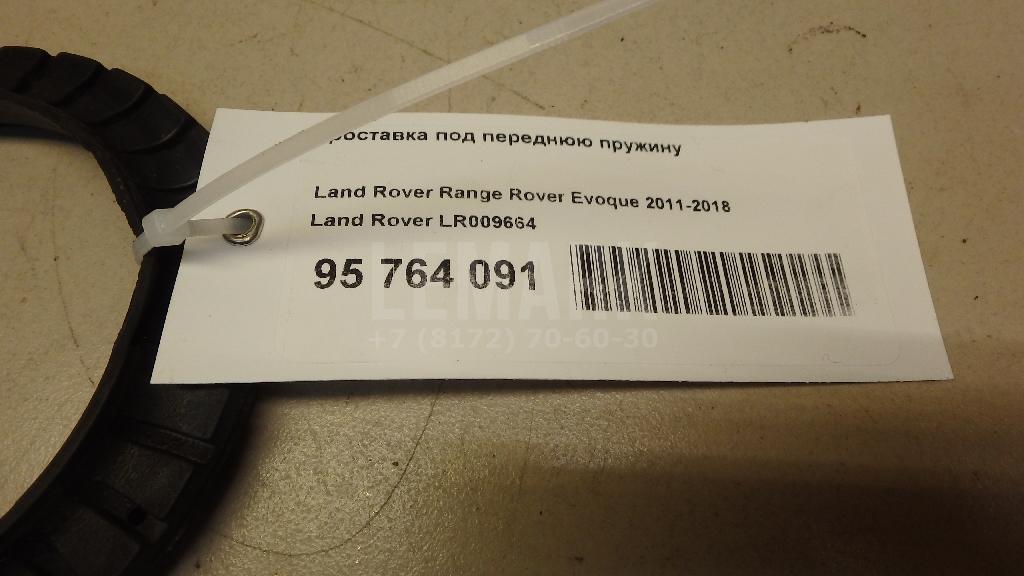 проставка под переднюю пружину
Land Rover Range Rover Evoque 2011-2018
Land Rover LR009664
95 764 091
+7 (8172) 70-60-30